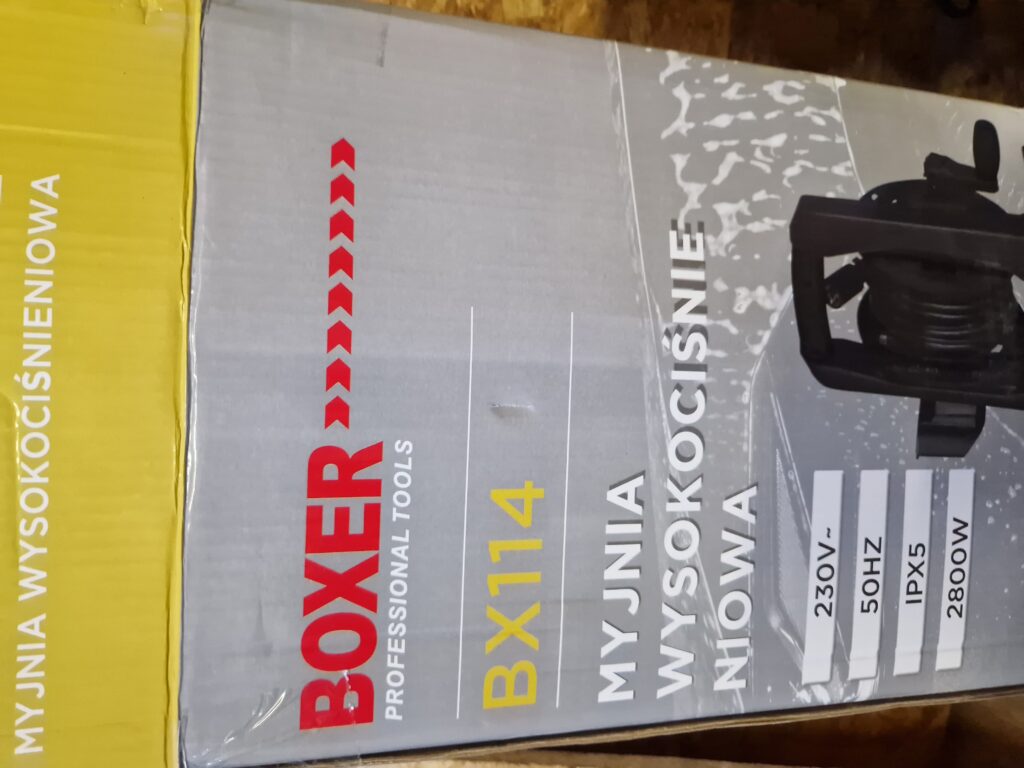 MYJNIA WYSOKOCIŚNIENIOWA
BOXER
PROFESSIONAL TOOLS
BX114
MYJNIA
WYSOKOCIŚNIE
NIOWA
230V~
50HZ
IPX5
2800W